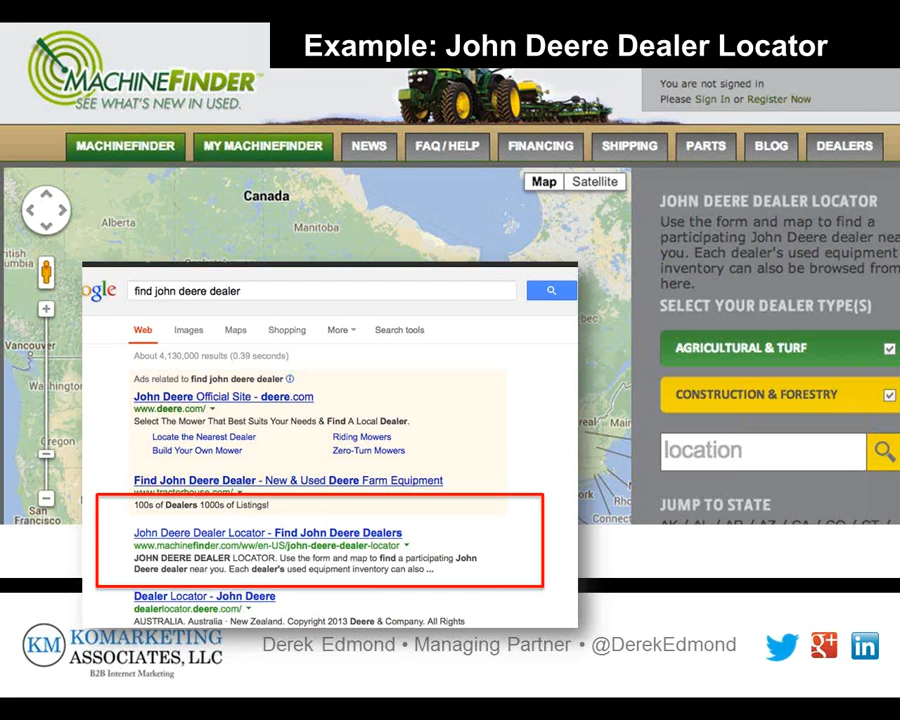 Example: John Deere Dealer Locator
MACHINEFINDER™
SEE WHAT'S NEW IN USED.
You are not signed in
Please Sign In or Register Now
MACHINEFINDER
MY MACHINEFINDER
NEWS
FAQ / HELP
FINANCING
SHIPPING
PARTS
BLOG
DEALERS
Map
Satellite
Canada
Alberta
Manitoba
ritish
umbia
Vancouver
Washington
Oregon
San
Francisco
JOHN DEERE DEALER LOCATOR
Use the form and map to find a
participating John Deere dealer nea
you. Each dealer's used equipment
inventory can also be browsed from
here.
SELECT YOUR DEALER TYPE(S)
AGRICULTURAL & TURF
CONSTRUCTION & FORESTRY
location
JUMP TO STATE
ogle
find john deere dealer
Web
Images
Maps
Shopping
More
Search tools
About 4,130,000 results (0.39 seconds)
Ads related to find john deere dealer
John Deere Official Site - deere.com
www.deere.com/
Select The Mower That Best Suits Your Needs & Find A Local Dealer.
Locate the Nearest Dealer
Riding Mowers
Build Your Own Mower
Zero-Turn Mowers
Find John Deere Dealer - New & Used Deere Farm Equipment
www.tractorhouse.com/
100s of Dealers 1000s of Listings!
John Deere Dealer Locator - Find John Deere Dealers
www.machinefinder.com/ww/en-US/john-deere-dealer-locator
JOHN DEERE DEALER LOCATOR. Use the form and map to find a participating John
Deere dealer near you. Each dealer's used equipment inventory can also ...
Dealer Locator - John Deere
dealerlocator.deere.com/
AUSTRALIA. Australia · New Zealand. Copyright 2013 Deere & Company. All Rights
bec
real
Mair
ork
Rho
Connect
KM
KOMARKETING
ASSOCIATES, LLC
B2B Internet Marketing
Derek Edmond • Managing Partner • @DerekEdmond
g+
in